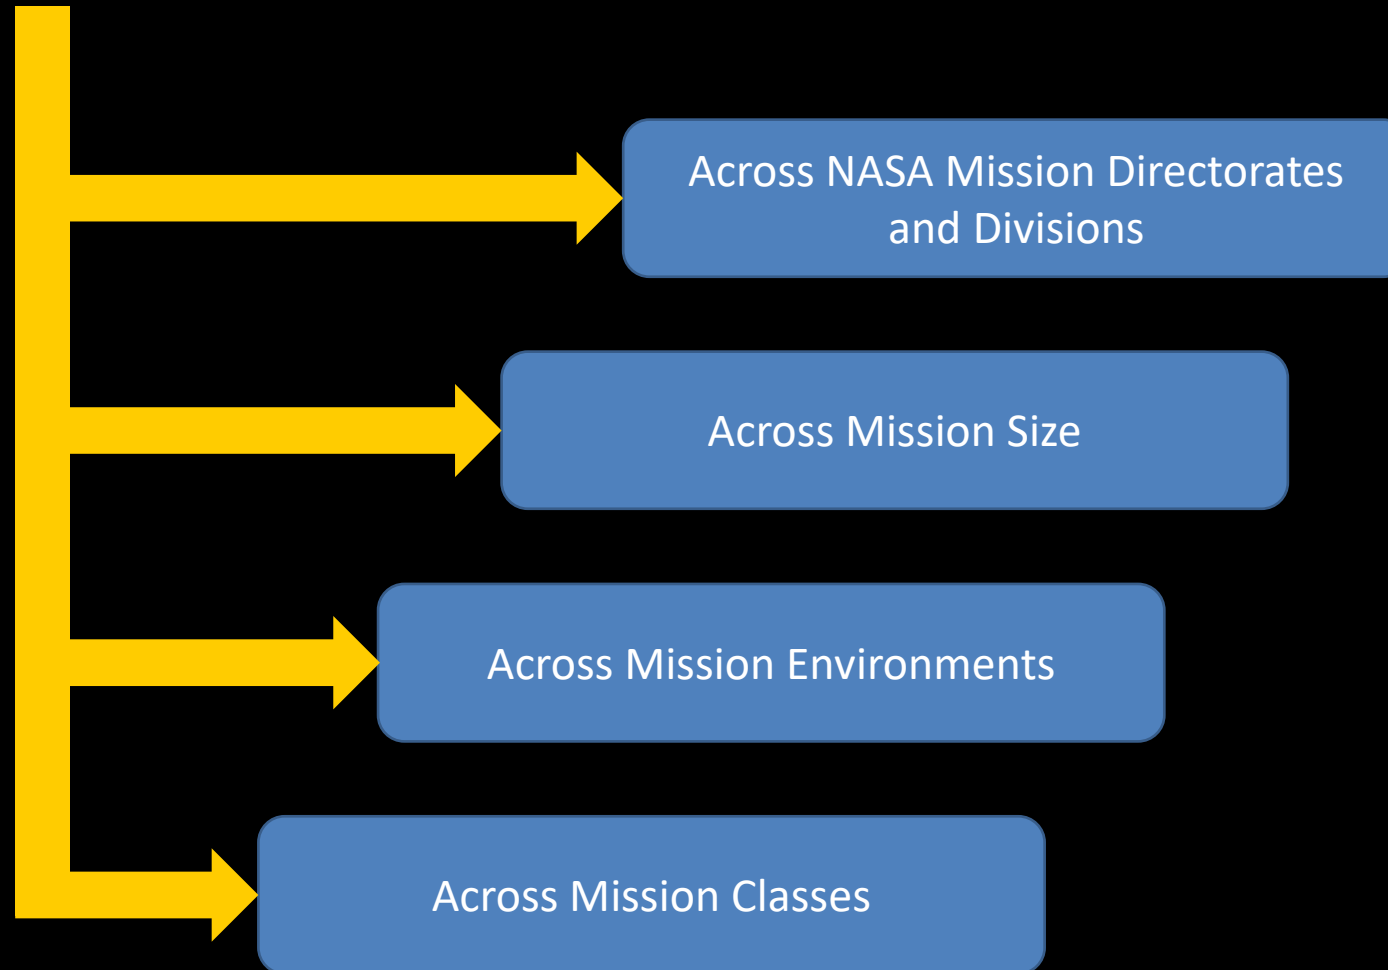 Across NASA Mission Directorates
and Divisions
Across Mission Size
Across Mission Environments
Across Mission Classes